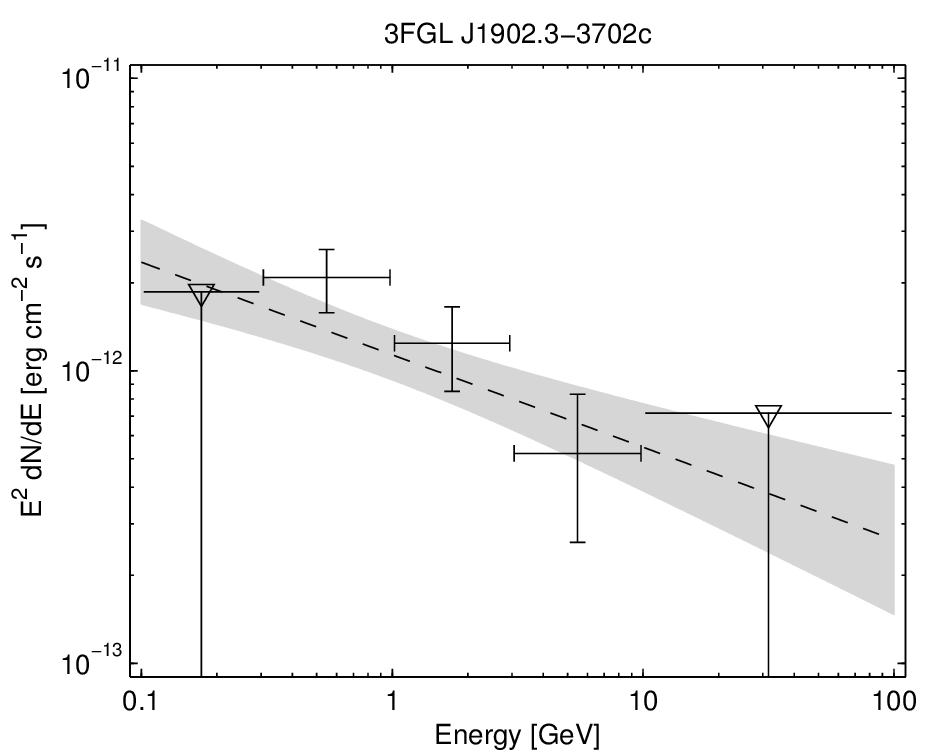 3FGL J1902.3−3702c
10⁻¹¹
10⁻¹²
10⁻¹³
E² dN/dE [erg cm⁻² s⁻¹]
0.1 1 10 100
Energy [GeV]